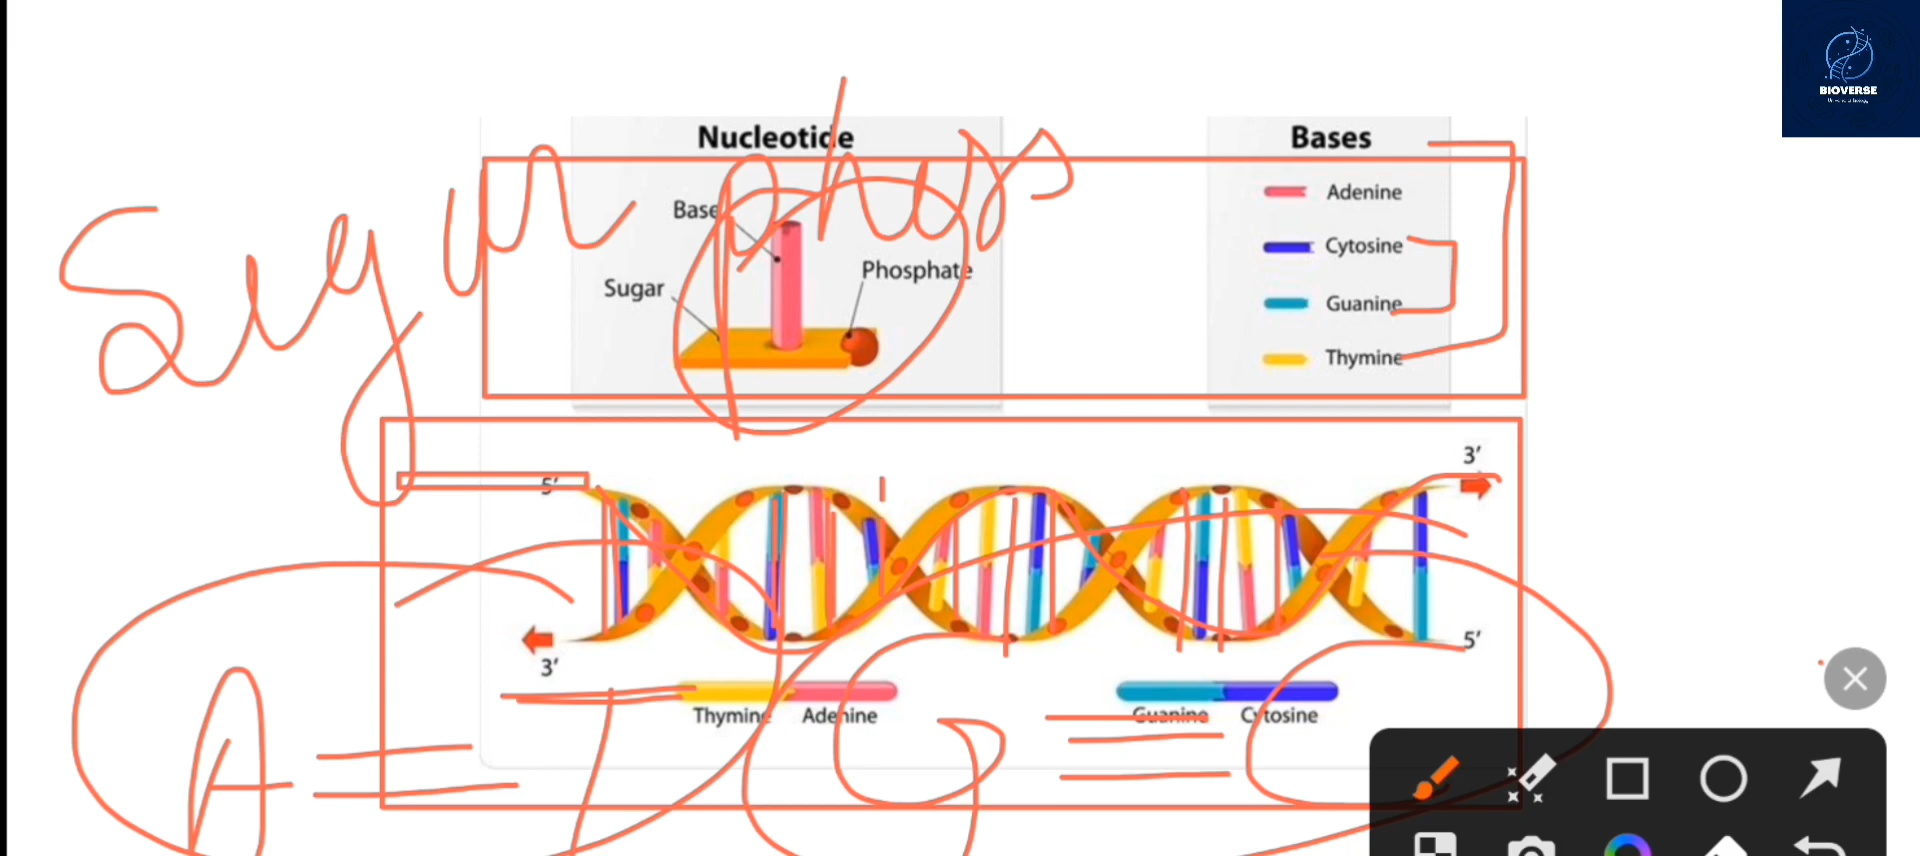 BIOVERSE
Nucleotide
Bases
phos
Sugar
Base
Sugar
Phosphate
Adenine
Cytosine
Guanine
Thymine
5′
3′
3′
5′
Thymine Adenine
Guanine Cytosine
A = T
G ≡ C